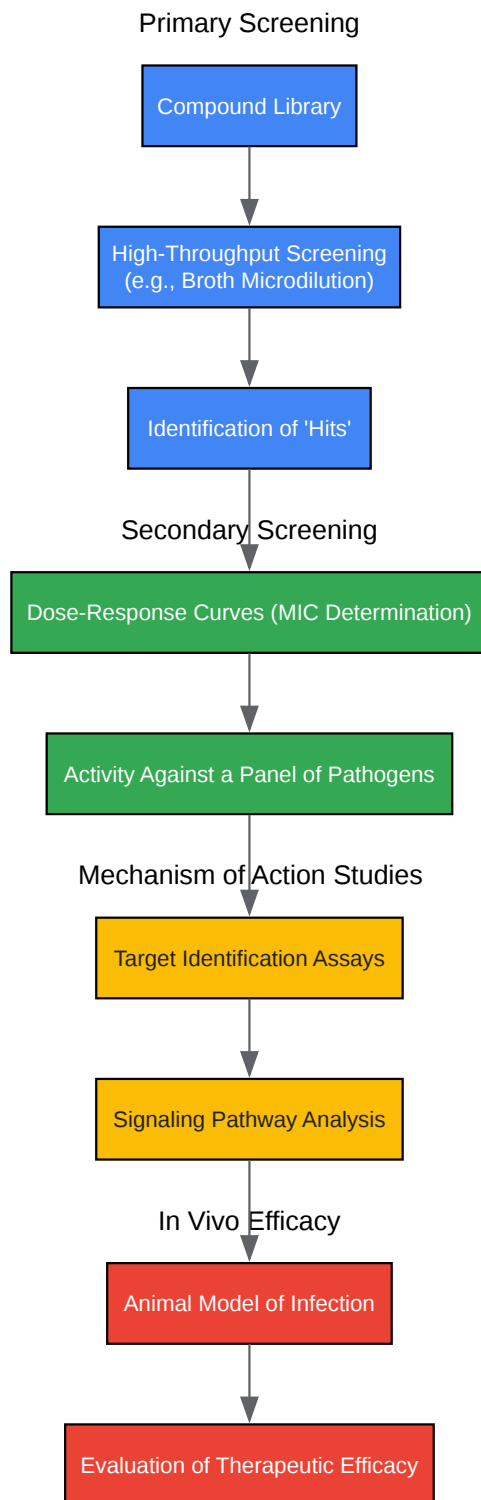 Primary Screening
Compound Library
High-Throughput Screening
(e.g., Broth Microdilution)
Identification of 'Hits'
Secondary Screening
Dose-Response Curves (MIC Determination)
Activity Against a Panel of Pathogens
Mechanism of Action Studies
Target Identification Assays
Signaling Pathway Analysis
In Vivo Efficacy
Animal Model of Infection
Evaluation of Therapeutic Efficacy